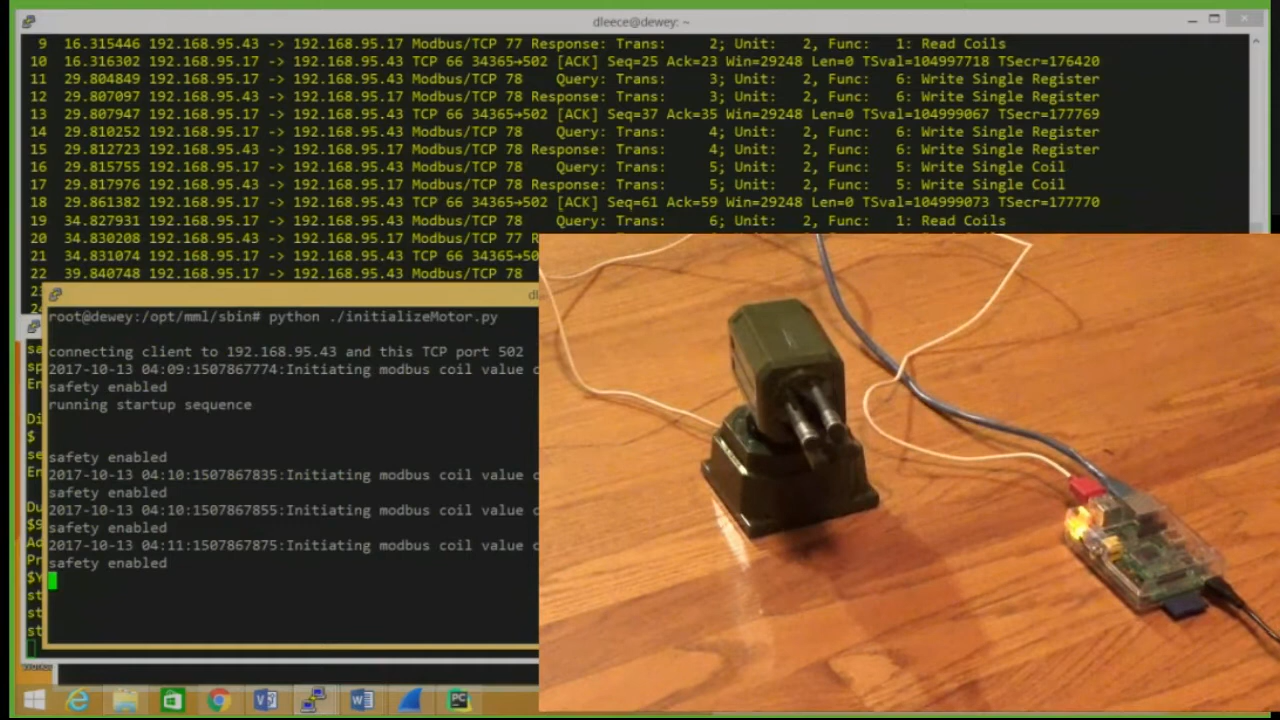 dleece@dewey: ~
9 16.315446 192.168.95.43 -> 192.168.95.17 Modbus/TCP 77 Response: Trans: 2; Unit: 2, Func: 1: Read Coils
10 16.316302 192.168.95.17 -> 192.168.95.43 TCP 66 34365→502 [ACK] Seq=25 Ack=23 Win=29248 Len=0 TSval=104997718 TSecr=176420
11 29.804849 192.168.95.17 -> 192.168.95.43 Modbus/TCP 78 Query: Trans: 3; Unit: 2, Func: 6: Write Single Register
12 29.807097 192.168.95.43 -> 192.168.95.17 Modbus/TCP 78 Response: Trans: 3; Unit: 2, Func: 6: Write Single Register
13 29.807947 192.168.95.17 -> 192.168.95.43 TCP 66 34365→502 [ACK] Seq=37 Ack=35 Win=29248 Len=0 TSval=104999067 TSecr=177769
14 29.810252 192.168.95.17 -> 192.168.95.43 Modbus/TCP 78 Query: Trans: 4; Unit: 2, Func: 6: Write Single Register
15 29.812723 192.168.95.43 -> 192.168.95.17 Modbus/TCP 78 Response: Trans: 4; Unit: 2, Func: 6: Write Single Register
16 29.815755 192.168.95.17 -> 192.168.95.43 Modbus/TCP 78 Query: Trans: 5; Unit: 2, Func: 5: Write Single Coil
17 29.817976 192.168.95.43 -> 192.168.95.17 Modbus/TCP 78 Response: Trans: 5; Unit: 2, Func: 5: Write Single Coil
18 29.861382 192.168.95.17 -> 192.168.95.43 TCP 66 34365→502 [ACK] Seq=61 Ack=59 Win=29248 Len=0 TSval=104999073 TSecr=177770
19 34.827931 192.168.95.17 -> 192.168.95.43 Modbus/TCP 78 Query: Trans: 6; Unit: 2, Func: 1: Read Coils
20 34.830208 192.168.95.43 -> 192.168.95.17 Modbus/TCP 77 R
21 34.831074 192.168.95.17 -> 192.168.95.43 TCP 66 34365→50
22 39.840748 192.168.95.17 -> 192.168.95.43 Modbus/TCP 78
root@dewey:/opt/mml/sbin# python ./initializeMotor.py
connecting client to 192.168.95.43 and this TCP port 502
2017-10-13 04:09:1507867774:Initiating modbus coil value
safety enabled
running startup sequence
safety enabled
2017-10-13 04:10:1507867835:Initiating modbus coil value
safety enabled
2017-10-13 04:10:1507867855:Initiating modbus coil value
safety enabled
2017-10-13 04:11:1507867875:Initiating modbus coil value
safety enabled